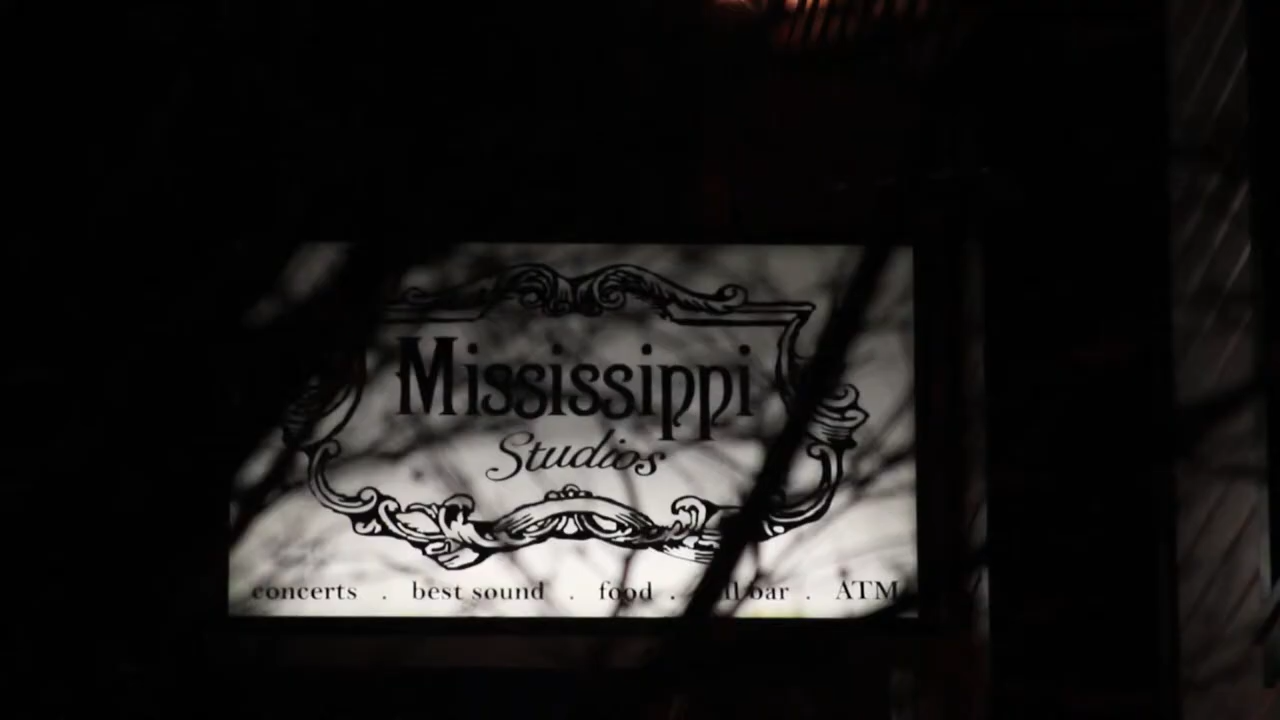 Mississippi
Studios
concerts . best sound . food . bar . ATM